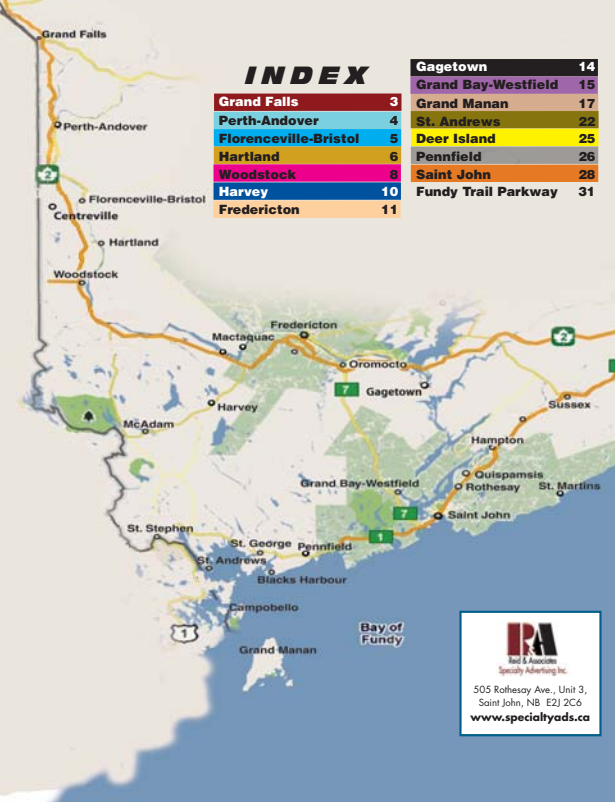 INDEX
Grand Falls 3
Perth-Andover 4
Florenceville-Bristol 5
Hartland 6
Woodstock 8
Harvey 10
Fredericton 11
Gagetown 14
Grand Bay-Westfield 15
Grand Manan 17
St. Andrews 22
Deer Island 25
Pennfield 26
Saint John 28
Fundy Trail Parkway 31
Grand Falls
Perth-Andover
2
Florenceville-Bristol
Centreville
Hartland
Woodstock
Fredericton
Mactaquac
2
Oromocto
7
Gagetown
Harvey
McAdam
Sussex
Hampton
Quispamsis
Rothesay
St. Martins
Grand Bay-Westfield
7
Saint John
1
St. Stephen
St. George
Pennfield
St. Andrews
Blacks Harbour
Campobello
1
Bay of
Fundy
Grand Manan
RA
Reid & Associates
Specialty Advertising Inc.
505 Rothesay Ave., Unit 3,
Saint John, NB E2J 2C6
www.specialtyads.ca